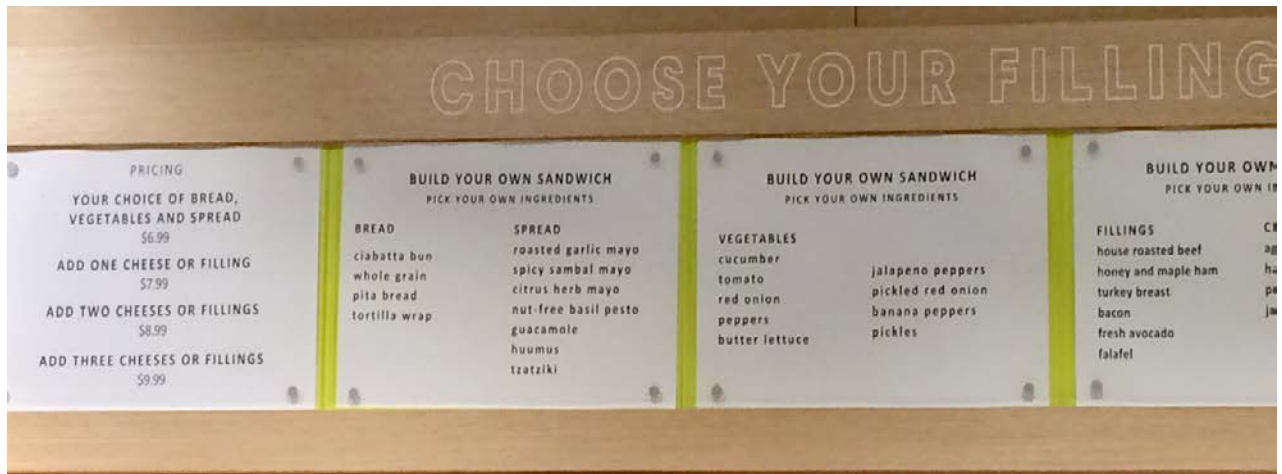 CHOOSE YOUR FILLING
PRICING
YOUR CHOICE OF BREAD,
VEGETABLES AND SPREAD
$6.99
ADD ONE CHEESE OR FILLING
$7.99
ADD TWO CHEESES OR FILLINGS
$8.99
ADD THREE CHEESES OR FILLINGS
$9.99
BUILD YOUR OWN SANDWICH
PICK YOUR OWN INGREDIENTS
BREAD
ciabatta bun
whole grain
pita bread
tortilla wrap
SPREAD
roasted garlic mayo
spicy sambal mayo
citrus herb mayo
nut-free basil pesto
guacamole
huumus
tzatziki
BUILD YOUR OWN SANDWICH
PICK YOUR OWN INGREDIENTS
VEGETABLES
cucumber
tomato
red onion
peppers
butter lettuce
jalapeno peppers
pickled red onion
banana peppers
pickles
BUILD YOUR OWN
PICK YOUR OWN
FILLINGS
house roasted beef
honey and maple ham
turkey breast
bacon
fresh avocado
falafel